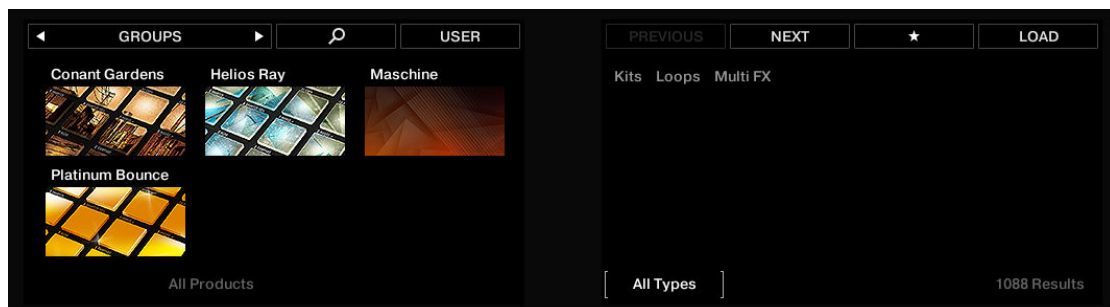 GROUPS USER
Conant Gardens Helios Ray Maschine
Platinum Bounce
All Products
PREVIOUS NEXT LOAD
Kits Loops Multi FX
All Types 1088 Results